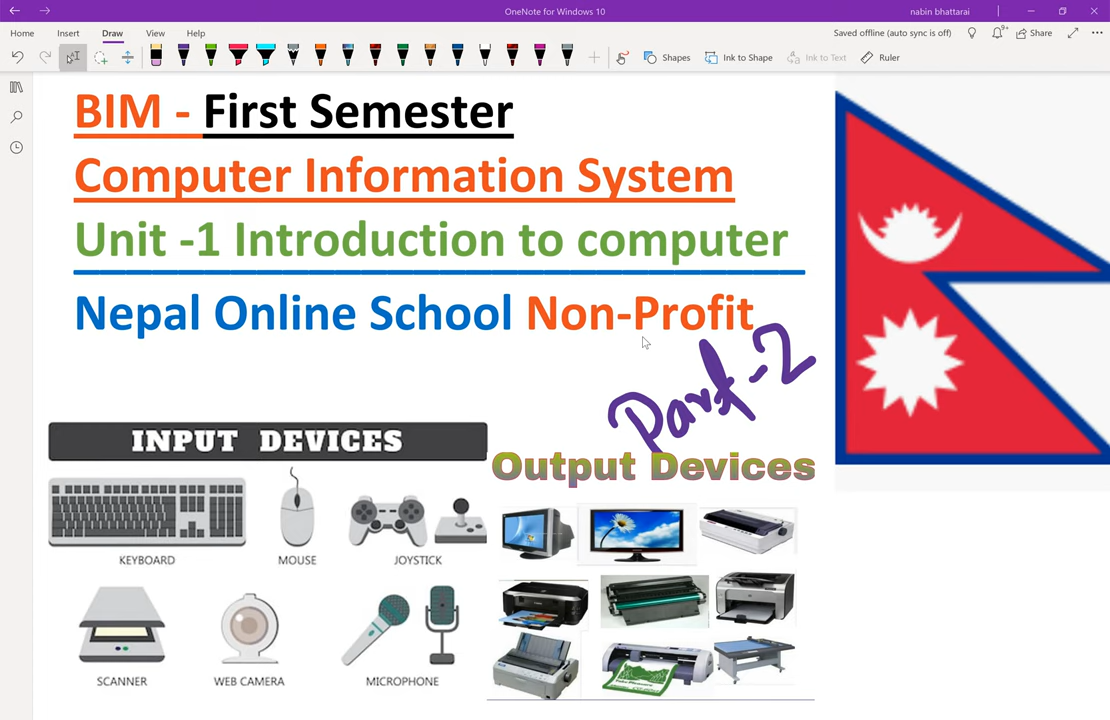 OneNote for Windows 10
nabin bhattarai
Home Insert Draw View Help
Saved offline (auto sync is off)
9+
Share
Shapes
Ink to Shape
Ink to Text
Ruler
BIM - First Semester
Computer Information System
Unit -1 Introduction to computer
Nepal Online School Non-Profit
Part-2
INPUT DEVICES
Output Devices
KEYBOARD
MOUSE
JOYSTICK
SCANNER
WEB CAMERA
MICROPHONE